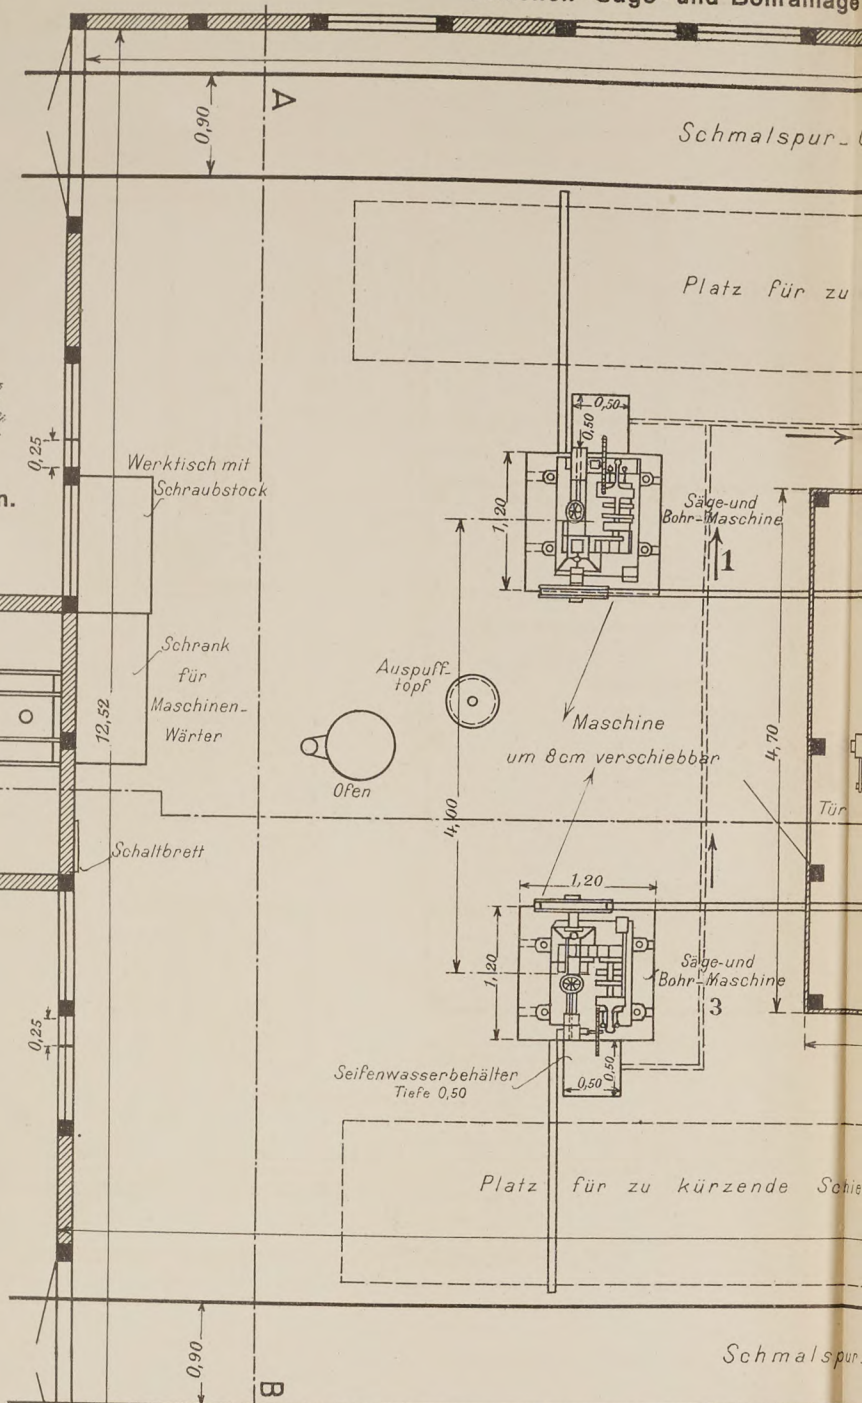 Säge- und Bohranlage
A
0,90
Schmalspur-
Platz für zu
0,25
0,50
0,50
Werktisch mit
Schraubstock
n.
1,20
Säge-und
Bohr-Maschine
1
Schrank
für
Maschinen-
Wärter
12,52
Auspuff-
topf
Maschine
um 8cm verschiebbar
4,70
Ofen
4,00
Tür
Schaltbrett
1,20
1,20
Säge-und
Bohr-Maschine
3
0,25
Seifenwasserbehälter
Tiefe 0,50
0,50
0,50
Platz für zu kürzende Schie
0,90
Schmalspur
B